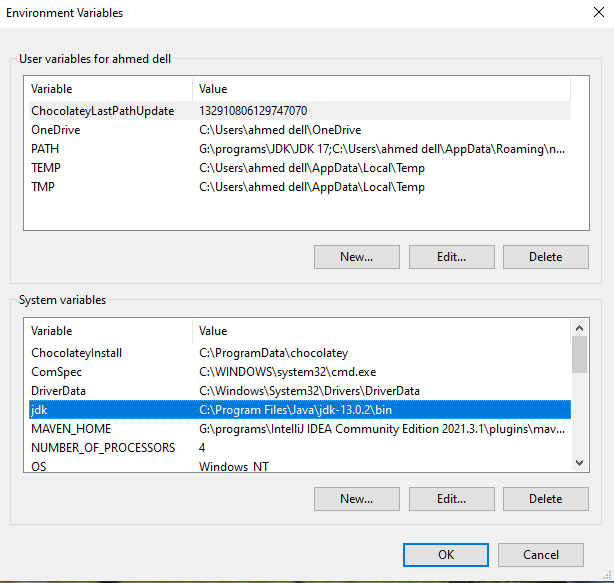 Environment Variables
User variables for ahmed dell
Variable Value
ChocolateyLastPathUpdate 132910806129747070
OneDrive C:\Users\ahmed dell\OneDrive
PATH G:\programs\JDK\JDK 17;C:\Users\ahmed dell\AppData\Roaming\n...
TEMP C:\Users\ahmed dell\AppData\Local\Temp
TMP C:\Users\ahmed dell\AppData\Local\Temp
New... Edit... Delete
System variables
Variable Value
ChocolateyInstall C:\ProgramData\chocolatey
ComSpec C:\WINDOWS\system32\cmd.exe
DriverData C:\Windows\System32\Drivers\DriverData
jdk C:\Program Files\Java\jdk-13.0.2\bin
MAVEN_HOME G:\programs\IntelliJ IDEA Community Edition 2021.3.1\plugins\mav...
NUMBER_OF_PROCESSORS 4
OS Windows_NT
New... Edit... Delete
OK Cancel